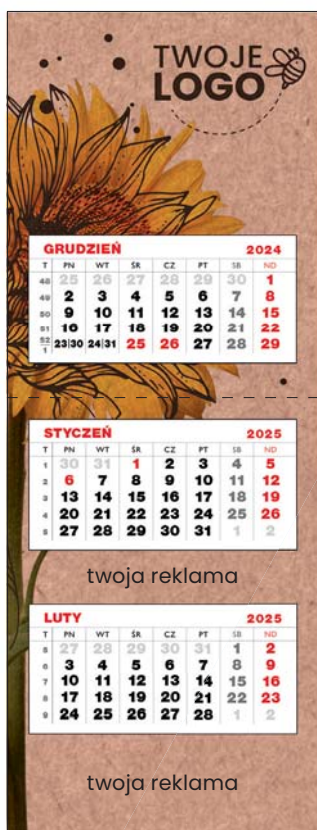 TWOJE
LOGO
GRUDZIEŃ 2024
T PN WT ŚR CZ PT SB ND
48 25 26 27 28 29 30 1
49 2 3 4 5 6 7 8
50 9 10 11 12 13 14 15
51 16 17 18 19 20 21 22
52/1 23|30 24|31 25 26 27 28 29
STYCZEŃ 2025
T PN WT ŚR CZ PT SB ND
1 30 31 1 2 3 4 5
2 6 7 8 9 10 11 12
3 13 14 15 16 17 18 19
4 20 21 22 23 24 25 26
5 27 28 29 30 31 1 2
twoja reklama
LUTY 2025
T PN WT ŚR CZ PT SB ND
5 27 28 29 30 31 1 2
6 3 4 5 6 7 8 9
7 10 11 12 13 14 15 16
8 17 18 19 20 21 22 23
9 24 25 26 27 28 1 2
twoja reklama